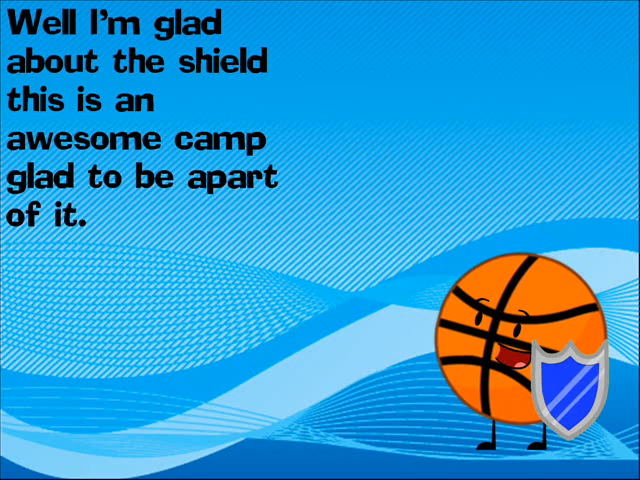 Well I'm glad
about the shield
this is an
awesome camp
glad to be apart
of it.